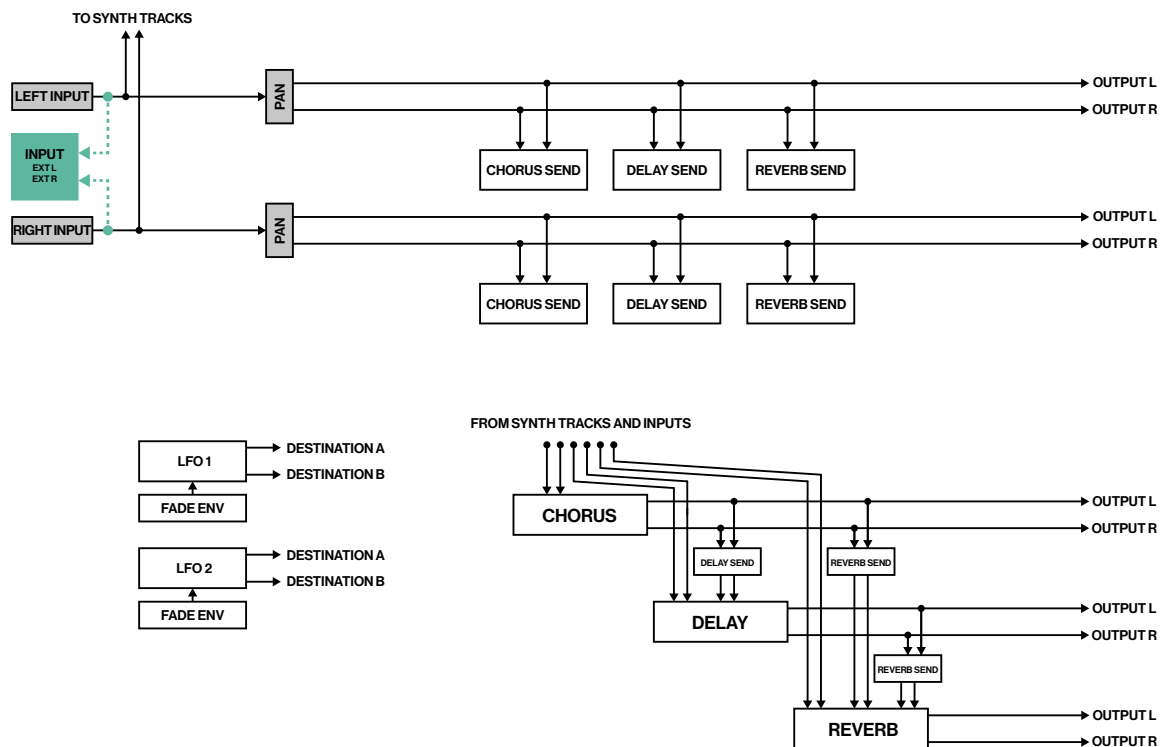 TO SYNTH TRACKS
LEFT INPUT
PAN
OUTPUT L
OUTPUT R
INPUT
EXT L
EXT R
CHORUS SEND
DELAY SEND
REVERB SEND
RIGHT INPUT
PAN
OUTPUT L
OUTPUT R
CHORUS SEND
DELAY SEND
REVERB SEND
LFO 1
DESTINATION A
DESTINATION B
FADE ENV
LFO 2
DESTINATION A
DESTINATION B
FADE ENV
FROM SYNTH TRACKS AND INPUTS
CHORUS
OUTPUT L
OUTPUT R
DELAY SEND
REVERB SEND
DELAY
OUTPUT L
OUTPUT R
REVERB SEND
REVERB
OUTPUT L
OUTPUT R